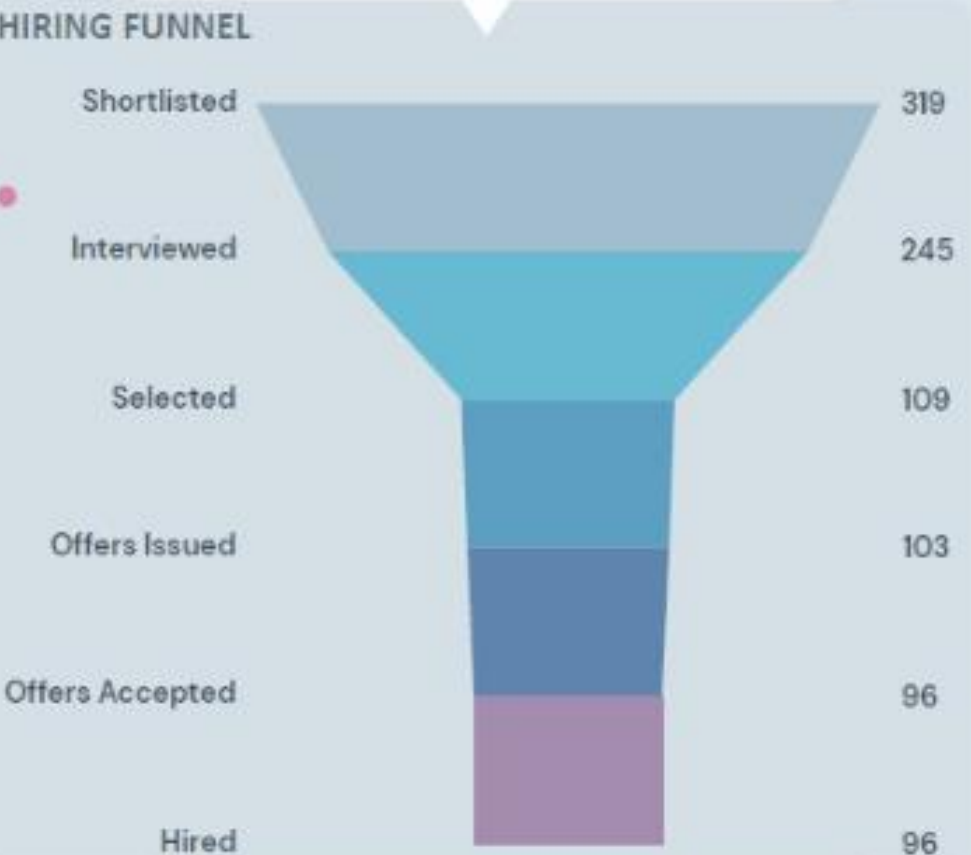 HIRING FUNNEL
Shortlisted 319
Interviewed 245
Selected 109
Offers Issued 103
Offers Accepted 96
Hired 96